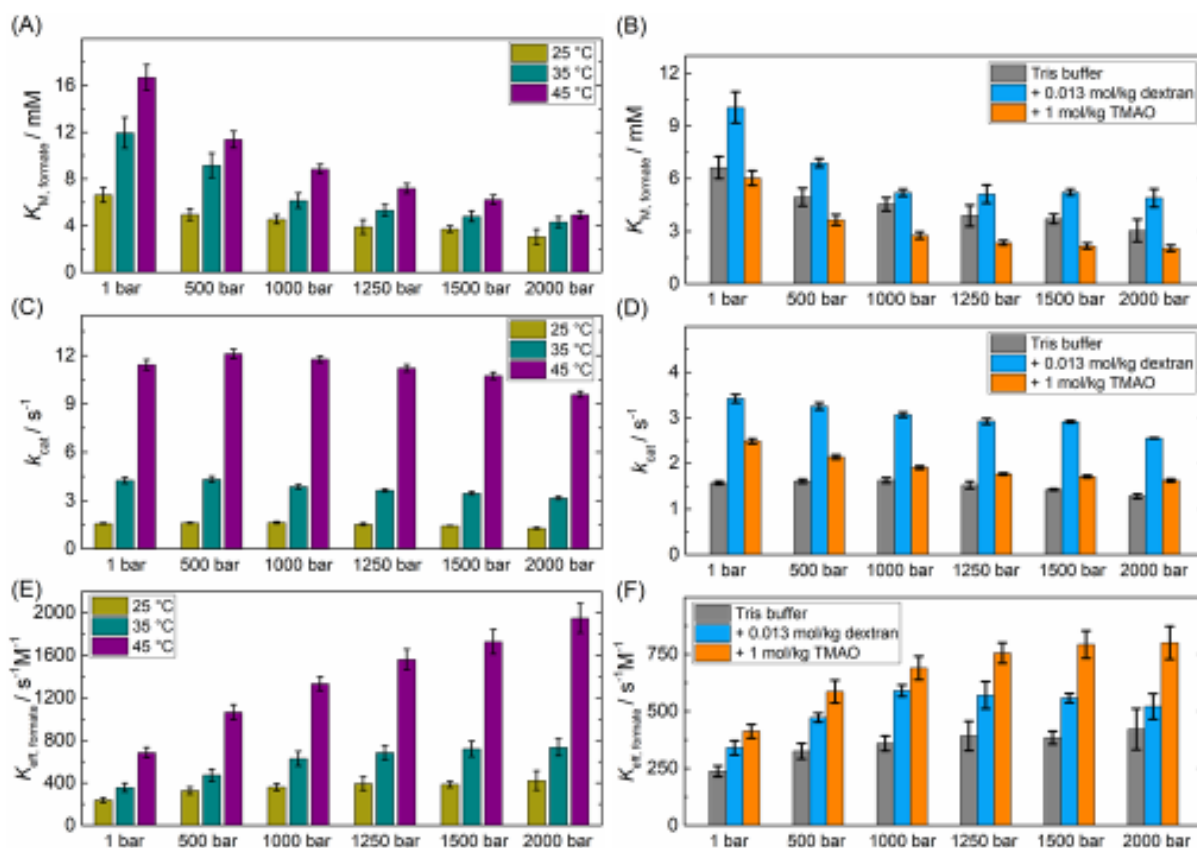 (A)
25 °C
35 °C
45 °C
K_M, formate / mM
16
12
8
4
0
1 bar 500 bar 1000 bar 1250 bar 1500 bar 2000 bar
(B)
Tris buffer
+ 0.013 mol/kg dextran
+ 1 mol/kg TMAO
K_M, formate / mM
12
9
6
3
0
1 bar 500 bar 1000 bar 1250 bar 1500 bar 2000 bar
(C)
25 °C
35 °C
45 °C
k_cat / s⁻¹
12
9
6
3
0
1 bar 500 bar 1000 bar 1250 bar 1500 bar 2000 bar
(D)
Tris buffer
+ 0.013 mol/kg dextran
+ 1 mol/kg TMAO
k_cat / s⁻¹
4
3
2
1
0
1 bar 500 bar 1000 bar 1250 bar 1500 bar 2000 bar
(E)
25 °C
35 °C
45 °C
K_eff, formate / s⁻¹M⁻¹
2000
1600
1200
800
400
0
1 bar 500 bar 1000 bar 1250 bar 1500 bar 2000 bar
(F)
Tris buffer
+ 0.013 mol/kg dextran
+ 1 mol/kg TMAO
K_eff, formate / s⁻¹M⁻¹
750
500
250
0
1 bar 500 bar 1000 bar 1250 bar 1500 bar 2000 bar